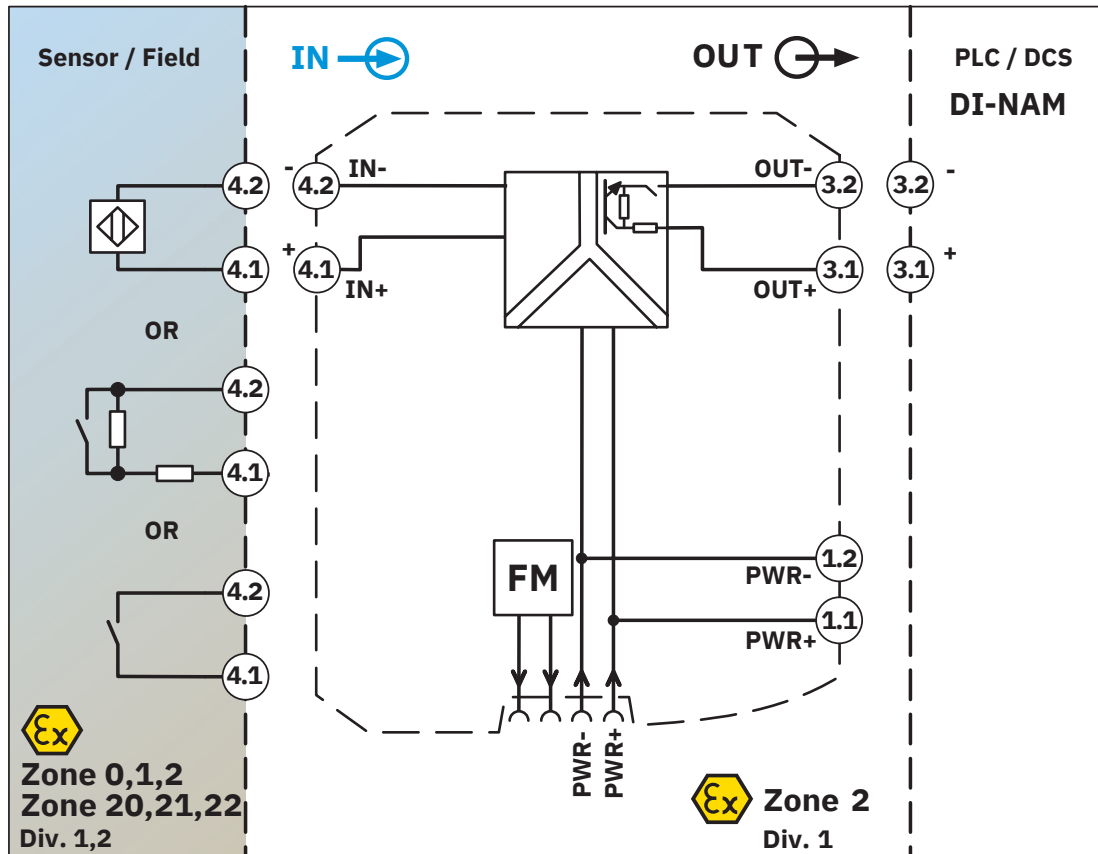 Sensor / Field
IN
OUT
PLC / DCS
DI-NAM
4.2
-
4.2
IN-
OUT-
3.2
3.2
-
4.1
+
4.1
IN+
OUT+
3.1
3.1
+
OR
4.2
4.1
OR
FM
PWR-
1.2
4.2
PWR+
1.1
4.1
PWR-
PWR+
Ex
Zone 0,1,2
Zone 20,21,22
Div. 1,2
Ex
Zone 2
Div. 1